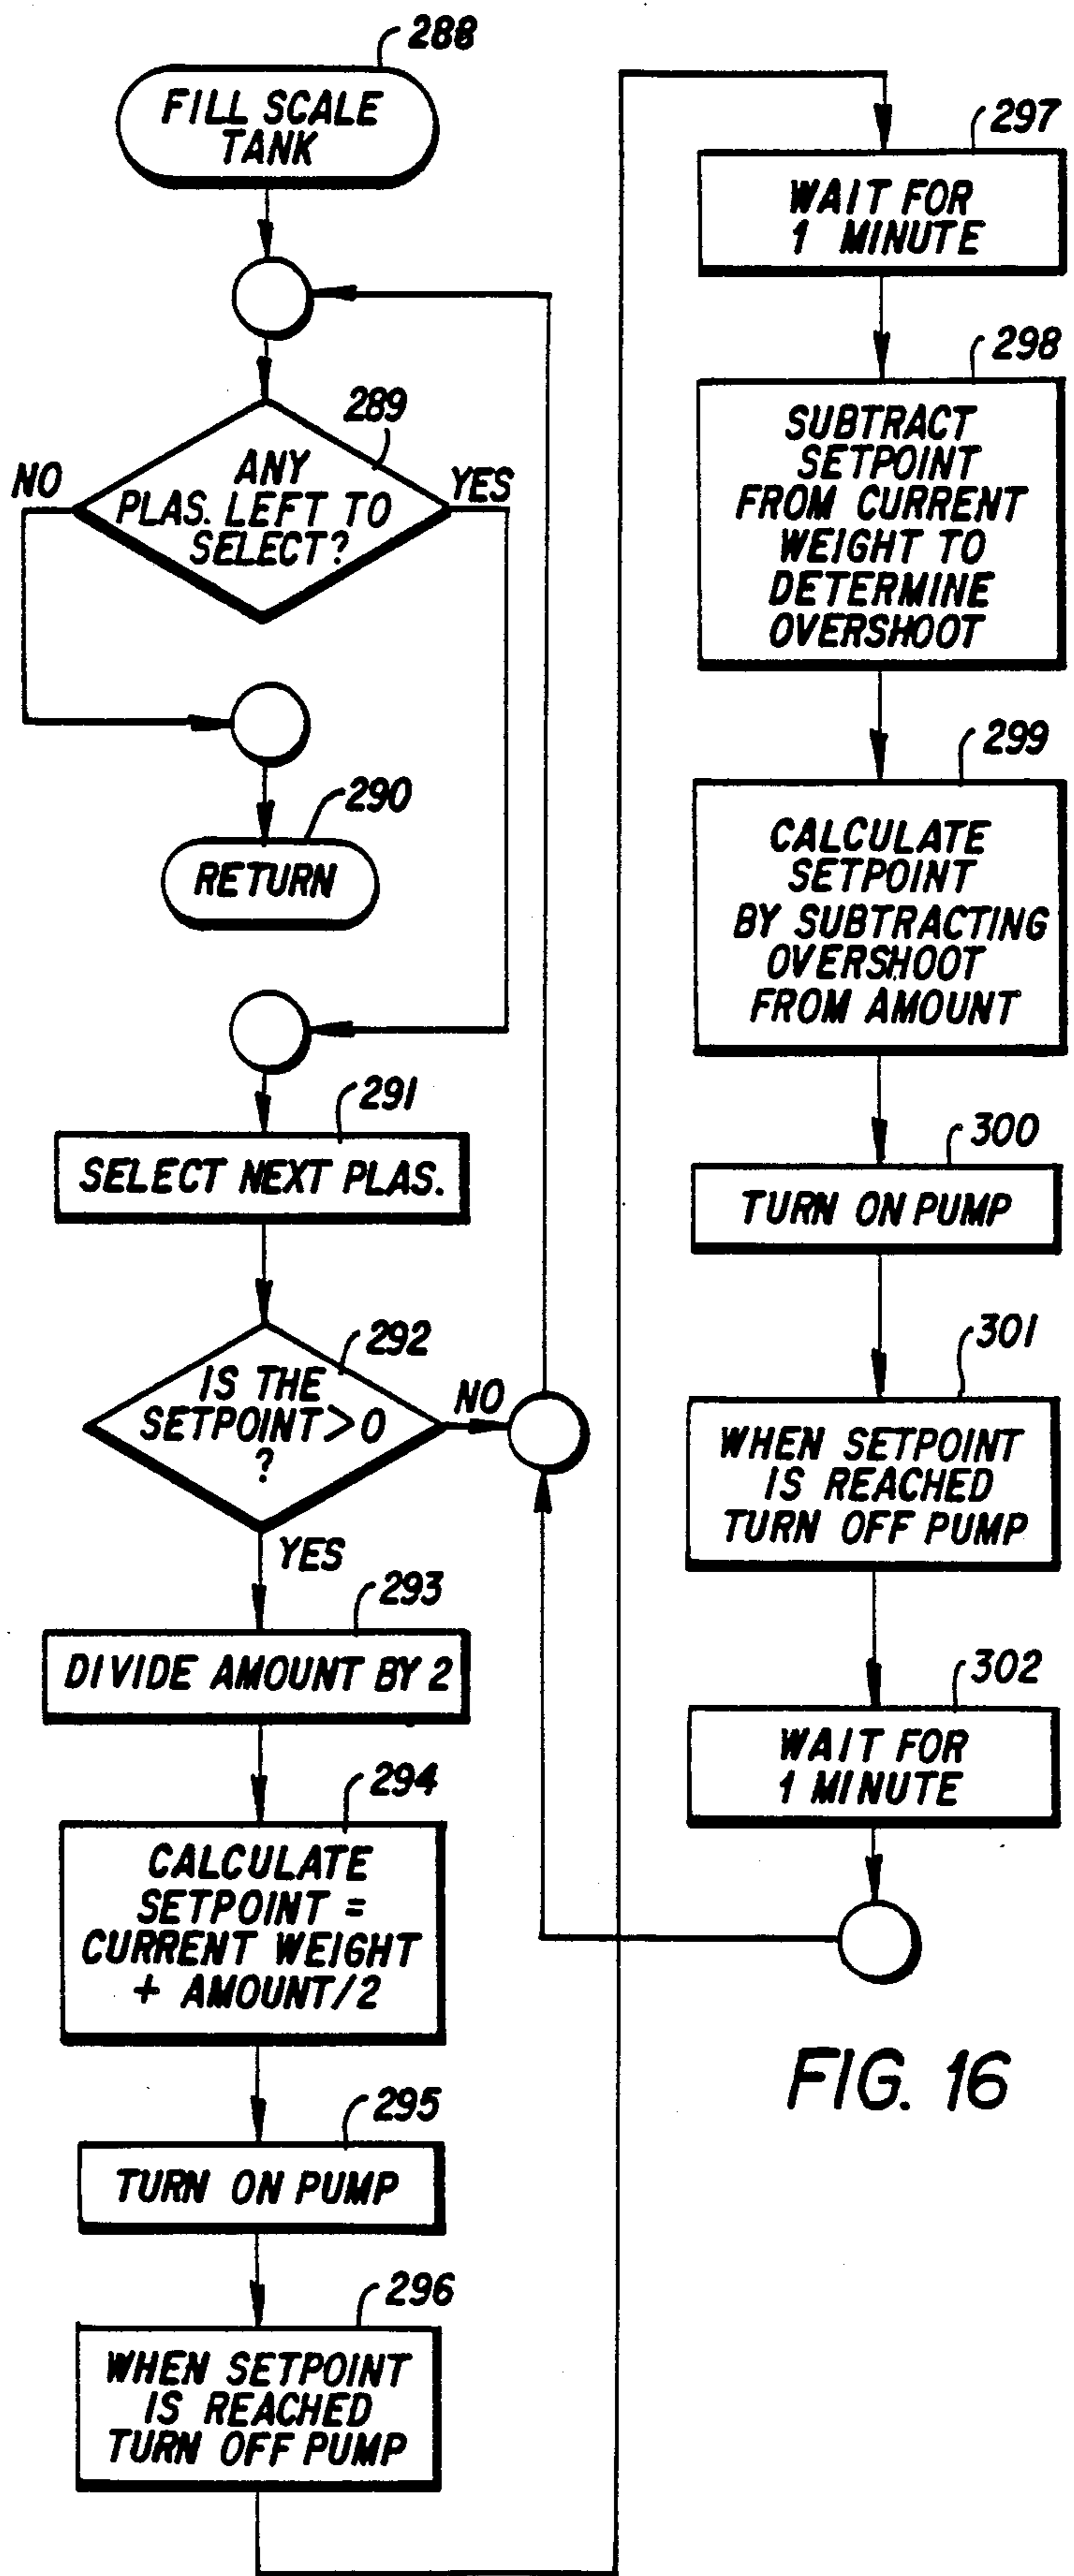 288
FILL SCALE
TANK
289
ANY
PLAS. LEFT TO
SELECT?
NO
YES
290
RETURN
291
SELECT NEXT PLAS.
292
IS THE
SETPOINT>0
?
NO
YES
293
DIVIDE AMOUNT BY 2
294
CALCULATE
SETPOINT =
CURRENT WEIGHT
+ AMOUNT/2
295
TURN ON PUMP
296
WHEN SETPOINT
IS REACHED
TURN OFF PUMP
297
WAIT FOR
1 MINUTE
298
SUBTRACT
SETPOINT
FROM CURRENT
WEIGHT TO
DETERMINE
OVERSHOOT
299
CALCULATE
SETPOINT
BY SUBTRACTING
OVERSHOOT
FROM AMOUNT
300
TURN ON PUMP
301
WHEN SETPOINT
IS REACHED
TURN OFF PUMP
302
WAIT FOR
1 MINUTE
FIG. 16